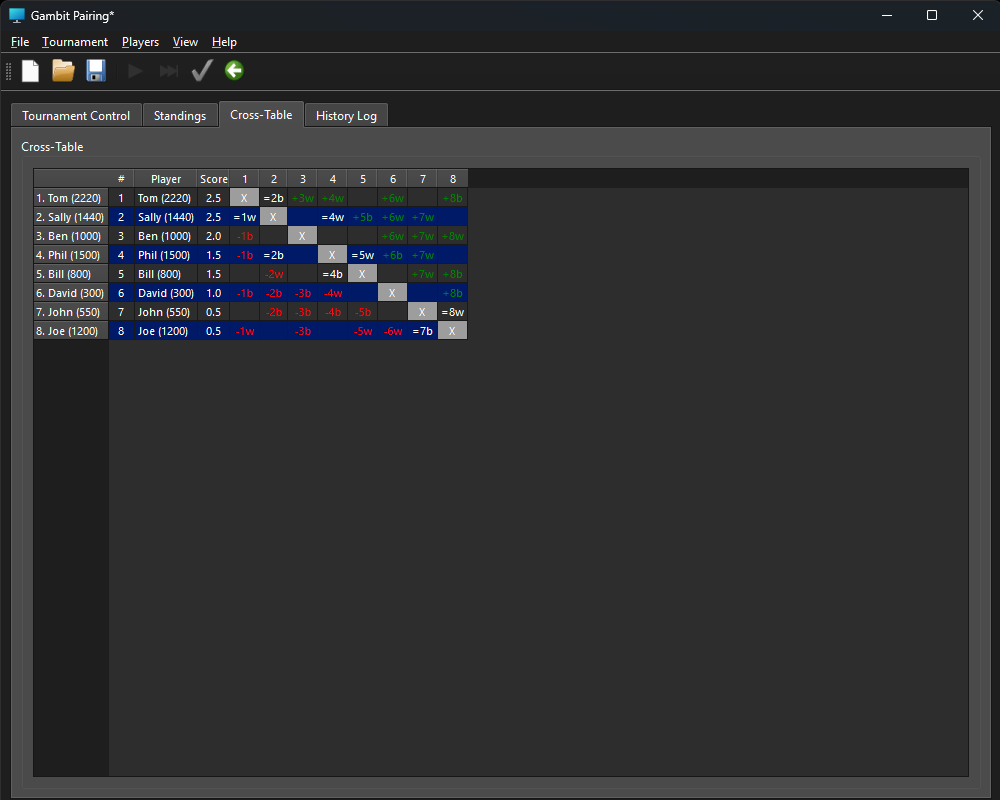 Gambit Pairing*
File Tournament Players View Help
Tournament Control Standings Cross-Table History Log
Cross-Table
# Player Score 1 2 3 4 5 6 7 8
1. Tom (2220) 1 Tom (2220) 2.5 X =2b +3w +4w +6w +8b
2. Sally (1440) 2 Sally (1440) 2.5 =1w X =4w +5b +6w +7w
3. Ben (1000) 3 Ben (1000) 2.0 -1b X +6w +7w +8w
4. Phil (1500) 4 Phil (1500) 1.5 -1b =2b X =5w +6b +7w
5. Bill (800) 5 Bill (800) 1.5 -2w =4b X +7w +8b
6. David (300) 6 David (300) 1.0 -1b -2b -3b -4w X +8b
7. John (550) 7 John (550) 0.5 -2b -3b -4b -5b X =8w
8. Joe (1200) 8 Joe (1200) 0.5 -1w -3b -5w -6w =7b X